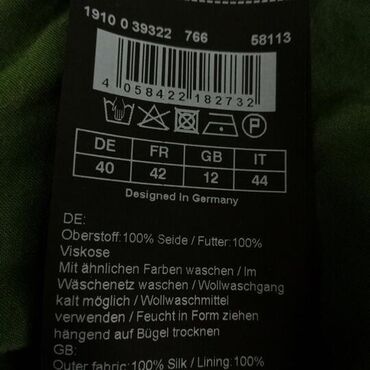 1910 0 39322 766 58113
4 058422 182732
P
DE FR GB IT
40 42 12 44
Designed in Germany
DE:
Oberstoff:100% Seide / Futter:100%
Viskose
Mit ähnlichen Farben waschen / Im
Wäschenetz waschen / Wollwaschgang
kalt möglich / Wollwaschmittel
verwenden / Feucht in Form ziehen /
hängend auf Bügel trocknen
GB:
Outer fabric:100% Silk / Lining:100%